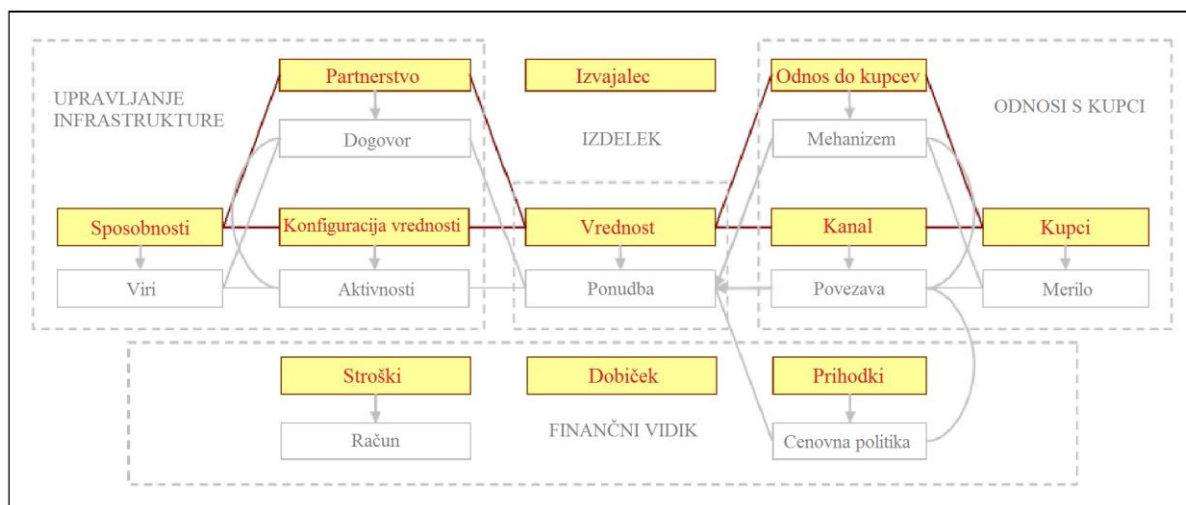 Partnerstvo
Izvajalec
Odnos do kupcev
UPRAVLJANJE
INFRASTRUKTURE
ODNOSI S KUPCI
Dogovor
IZDELEK
Mehanizem
Sposobnosti
Konfiguracija vrednosti
Vrednost
Kanal
Kupci
Viri
Aktivnosti
Ponudba
Povezava
Merilo
Stroški
Dobiček
Prihodki
Račun
FINANČNI VIDIK
Cenovna politika